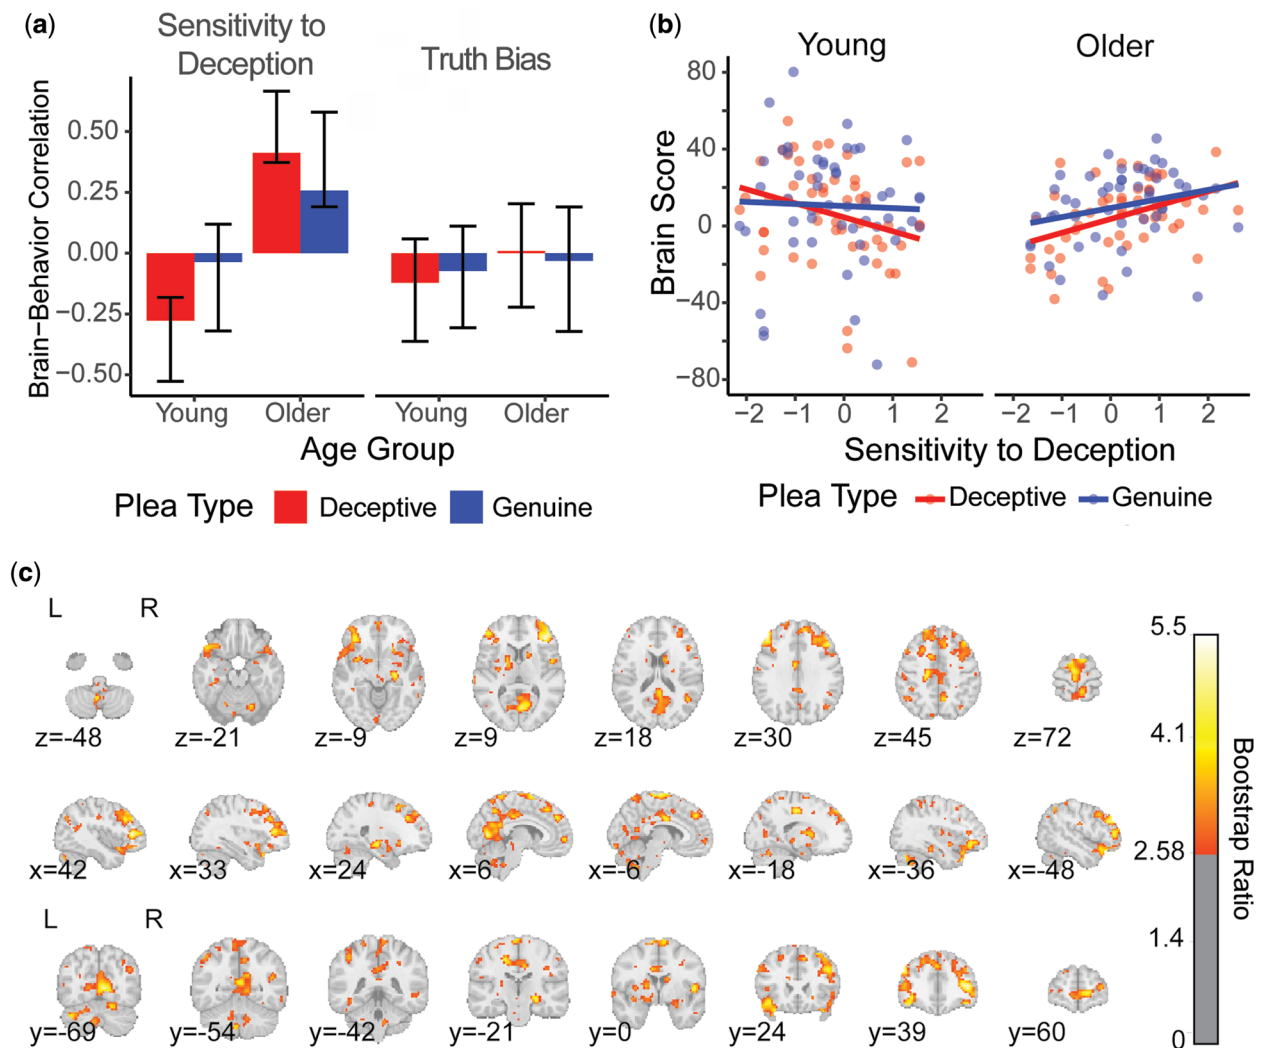 (a)
Sensitivity to
Deception
Truth Bias
Brain−Behavior Correlation
0.50
0.25
0.00
−0.25
−0.50
Young Older Young Older
Age Group
Plea Type Deceptive Genuine
(b)
Young Older
Brain Score
80
40
0
−40
−80
−2 −1 0 1 2 −2 −1 0 1 2
Sensitivity to Deception
Plea Type Deceptive Genuine
(c)
L R
z=-48 z=-21 z=-9 z=9 z=18 z=30 z=45 z=72
x=42 x=33 x=24 x=6 x=-6 x=-18 x=-36 x=-48
L R
y=-69 y=-54 y=-42 y=-21 y=0 y=24 y=39 y=60
5.5
4.1
2.58
1.4
0
Bootstrap Ratio